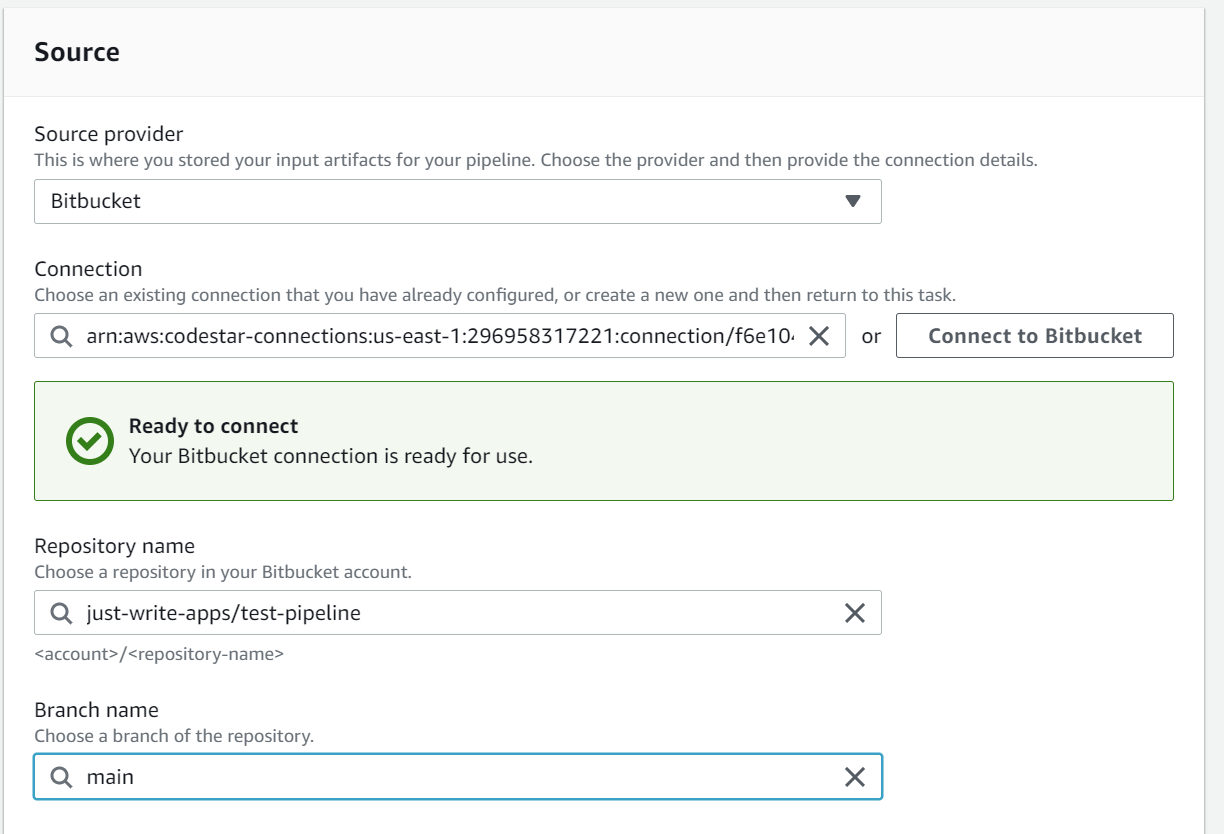 Source
Source provider
This is where you stored your input artifacts for your pipeline. Choose the provider and then provide the connection details.
Bitbucket
Connection
Choose an existing connection that you have already configured, or create a new one and then return to this task.
arn:aws:codestar-connections:us-east-1:296958317221:connection/f6e104 or Connect to Bitbucket
Ready to connect
Your Bitbucket connection is ready for use.
Repository name
Choose a repository in your Bitbucket account.
just-write-apps/test-pipeline
<account>/<repository-name>
Branch name
Choose a branch of the repository.
main